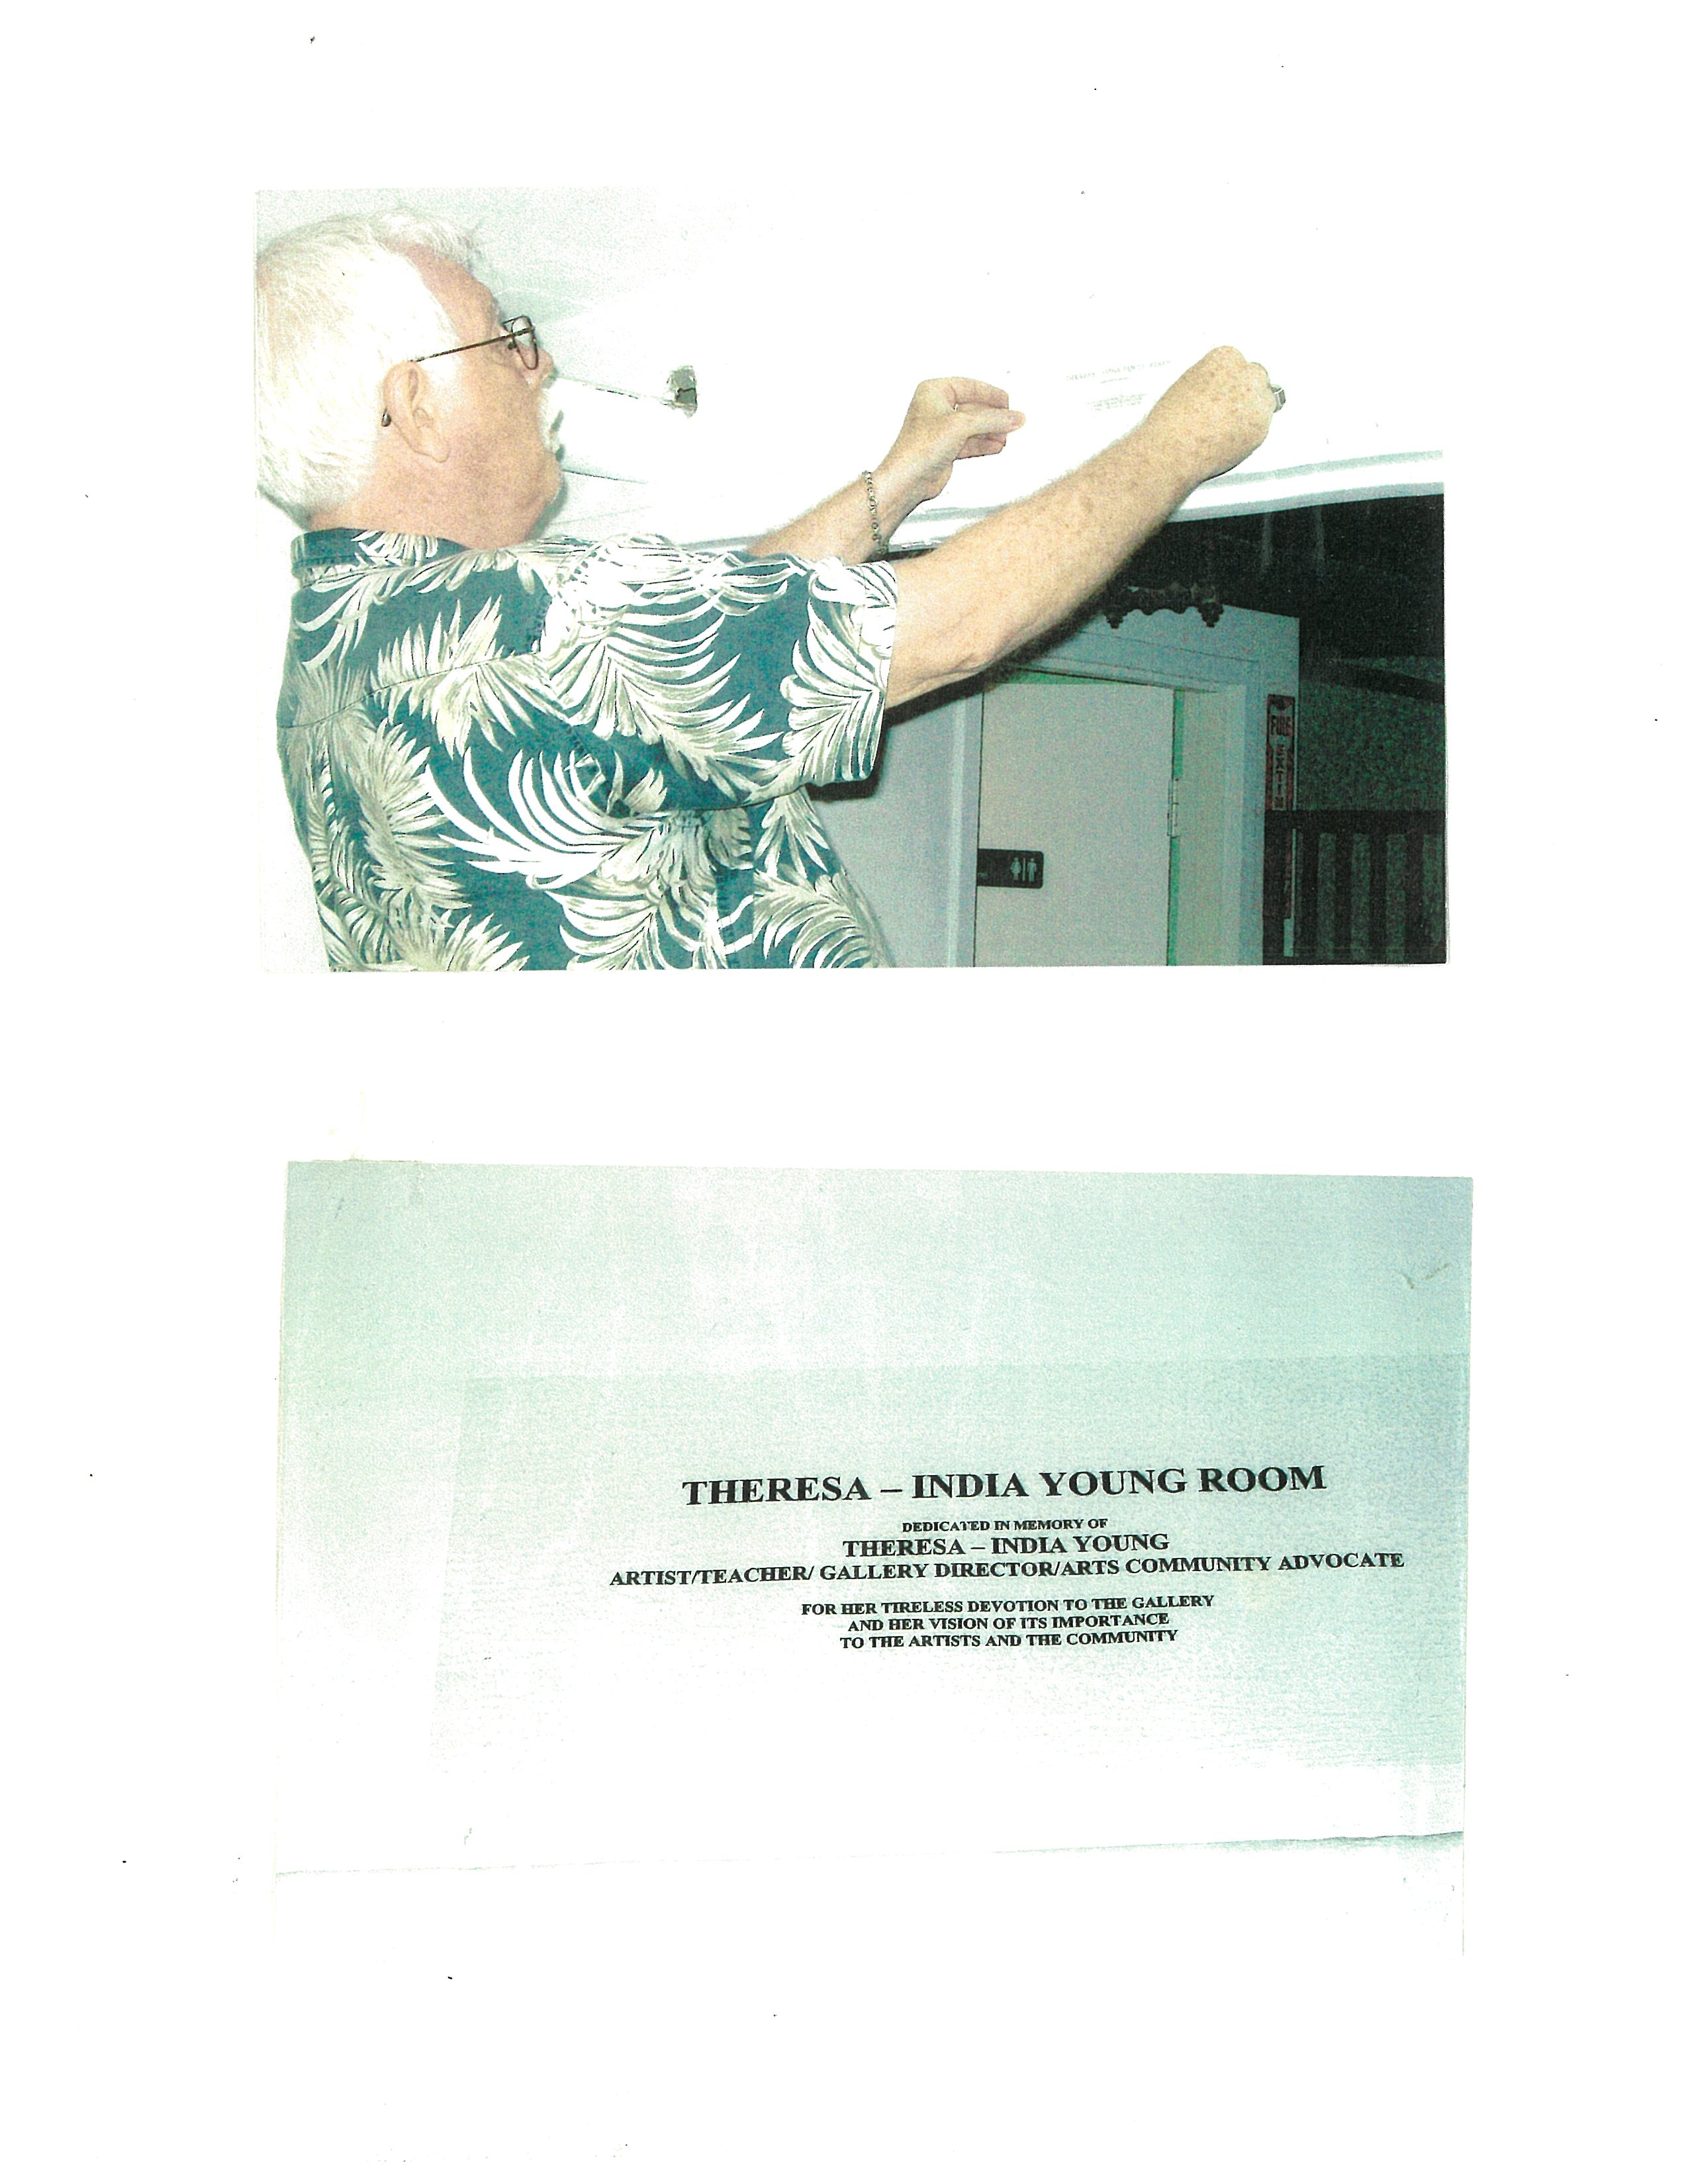 FIRE
THERESA – INDIA YOUNG ROOM
DEDICATED IN MEMORY OF
THERESA – INDIA YOUNG
ARTIST/TEACHER/ GALLERY DIRECTOR/ARTS COMMUNITY ADVOCATE
FOR HER TIRELESS DEVOTION TO THE GALLERY
AND HER VISION OF ITS IMPORTANCE
TO THE ARTISTS AND THE COMMUNITY